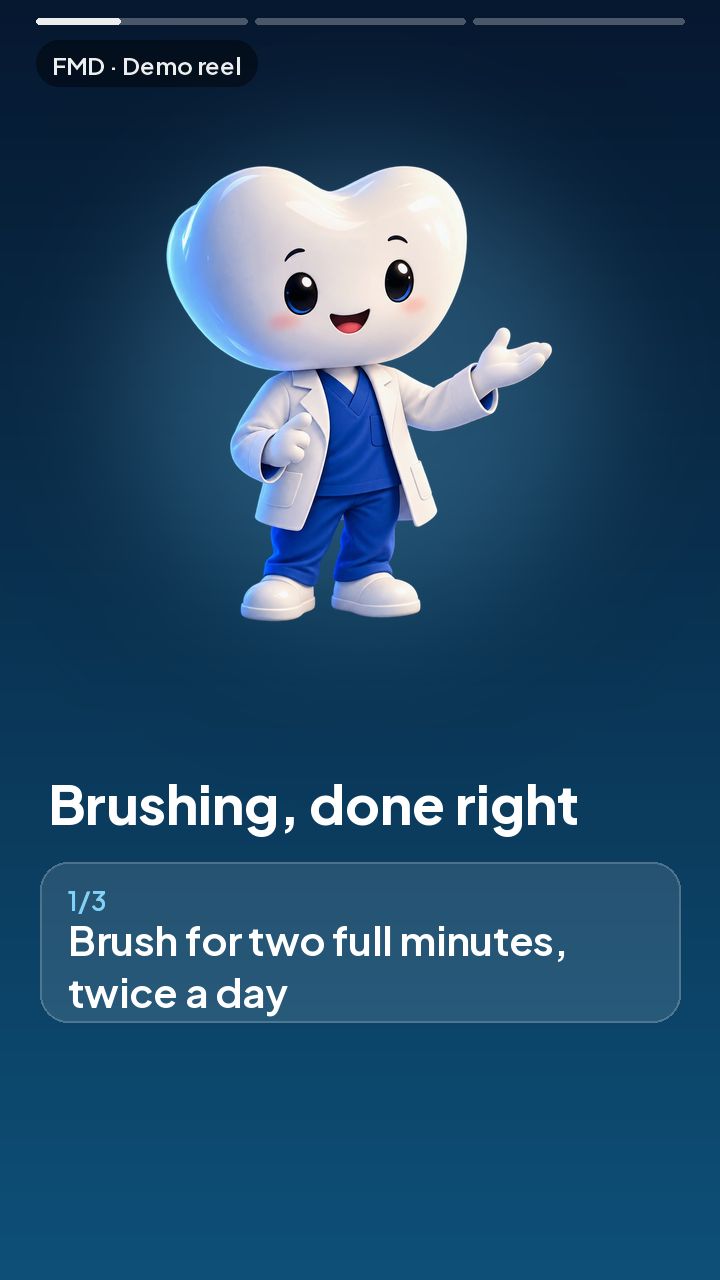 FMD · Demo reel
Brushing, done right
1/3
Brush for two full minutes,
twice a day